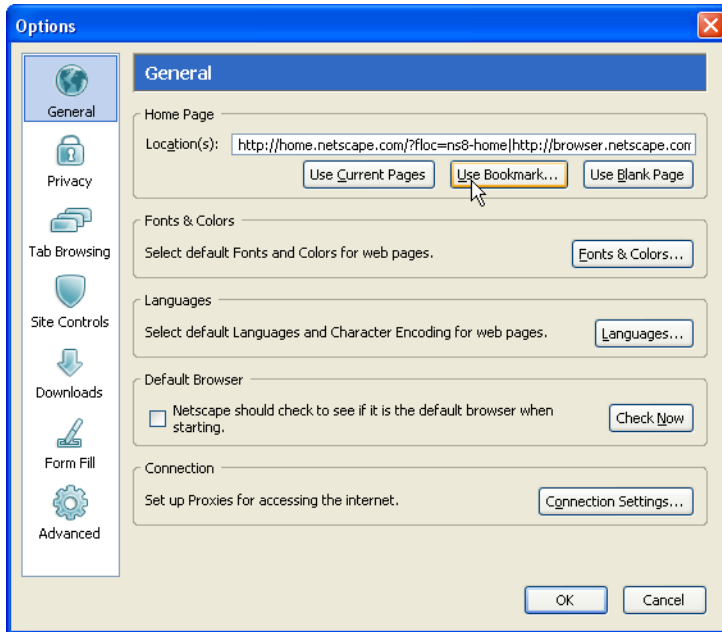 Options
General
Privacy
Tab Browsing
Site Controls
Downloads
Form Fill
Advanced
General
Home Page
Location(s): http://home.netscape.com/?floc=ns8-home|http://browser.netscape.com
Use Current Pages Use Bookmark... Use Blank Page
Fonts & Colors
Select default Fonts and Colors for web pages. Fonts & Colors...
Languages
Select default Languages and Character Encoding for web pages. Languages...
Default Browser
Netscape should check to see if it is the default browser when
starting.
Check Now
Connection
Set up Proxies for accessing the internet. Connection Settings...
OK Cancel